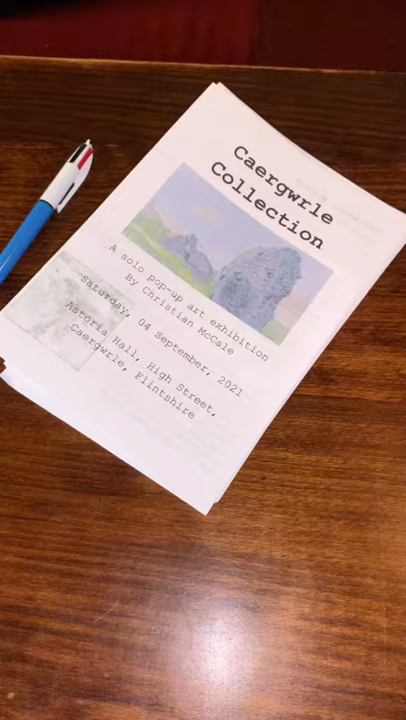 Caergwrle
Collection
A solo pop-up art exhibition
By Christian McCale
Saturday, 04 September, 2021
Astoria Hall, High Street,
Caergwrle, Flintshire